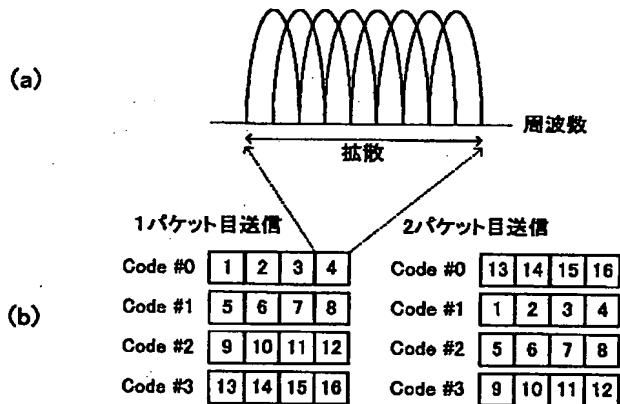 (a)
周波数
拡散
1パケット目送信
2パケット目送信
(b)
Code #0 1 2 3 4
Code #1 5 6 7 8
Code #2 9 10 11 12
Code #3 13 14 15 16
Code #0 13 14 15 16
Code #1 1 2 3 4
Code #2 5 6 7 8
Code #3 9 10 11 12